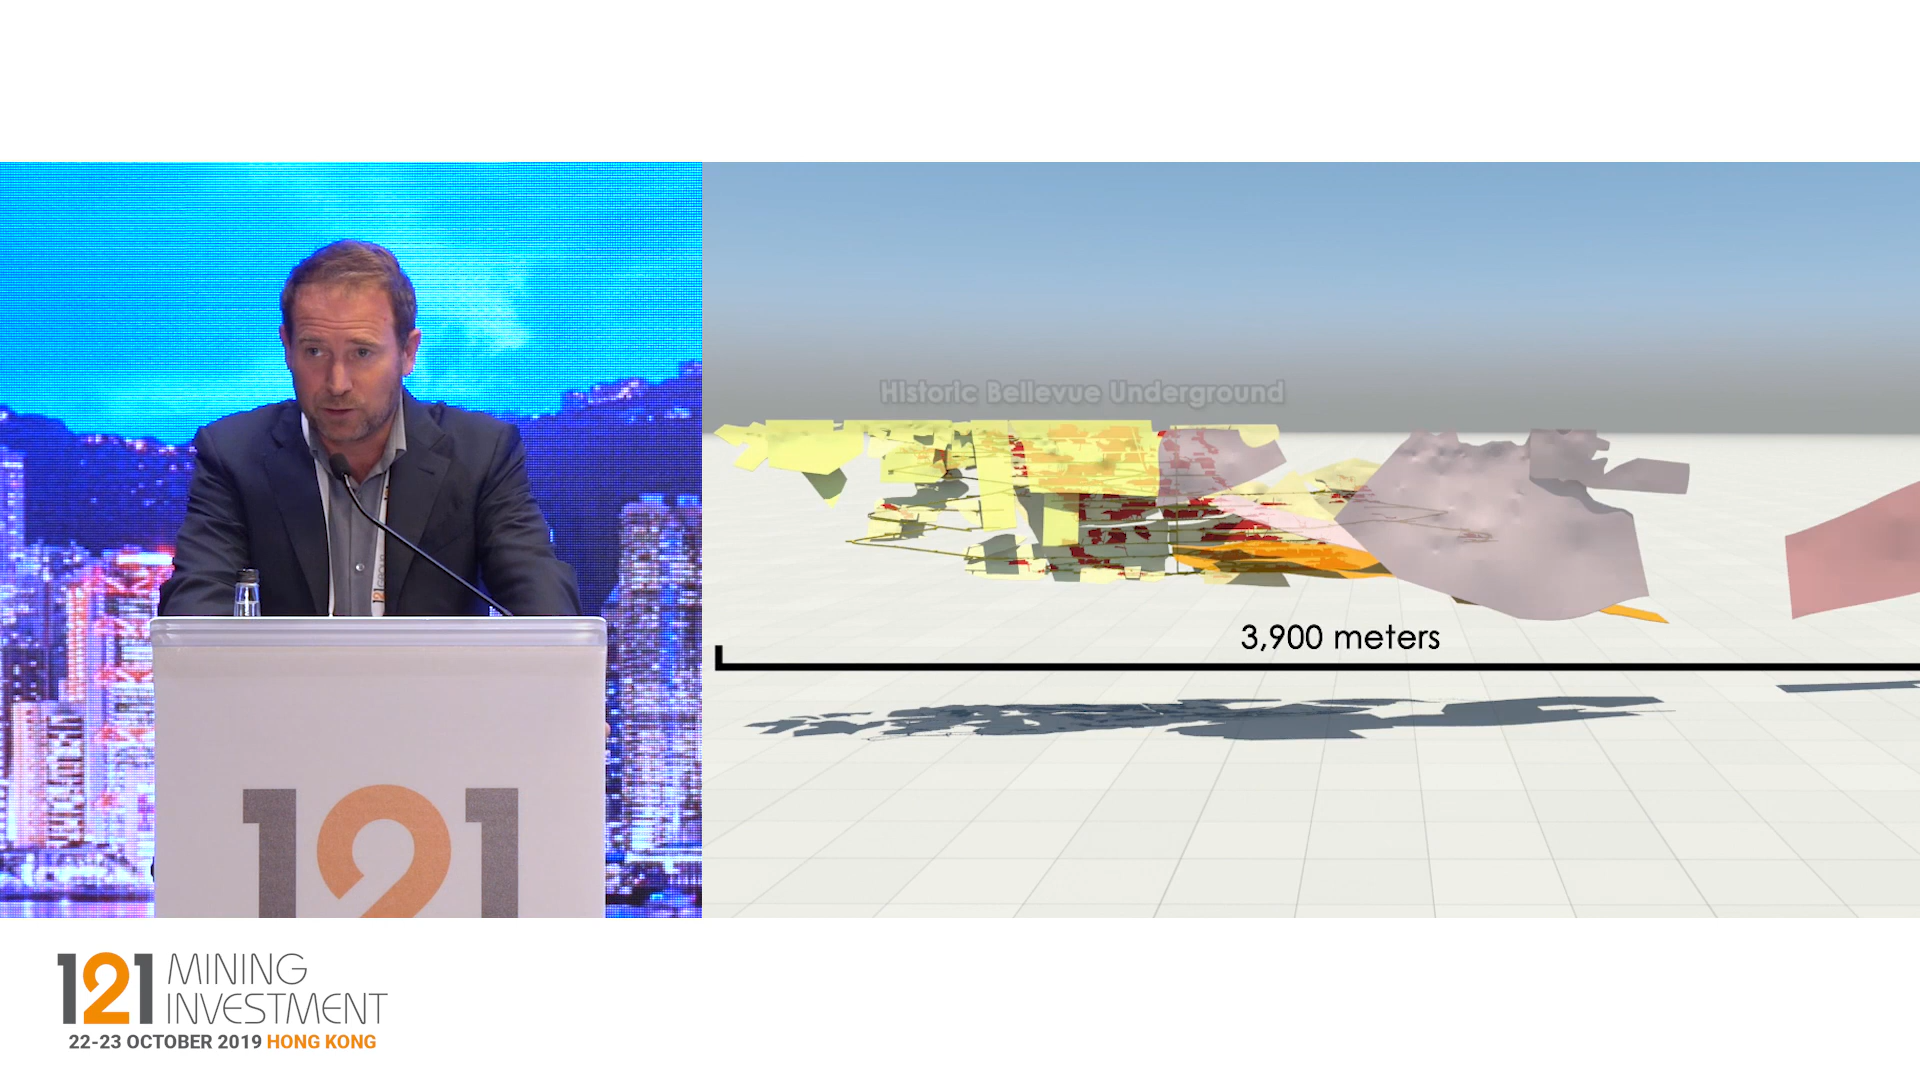 Historic Bellevue Underground
3,900 meters
121
121 MINING
INVESTMENT
22-23 OCTOBER 2019 HONG KONG